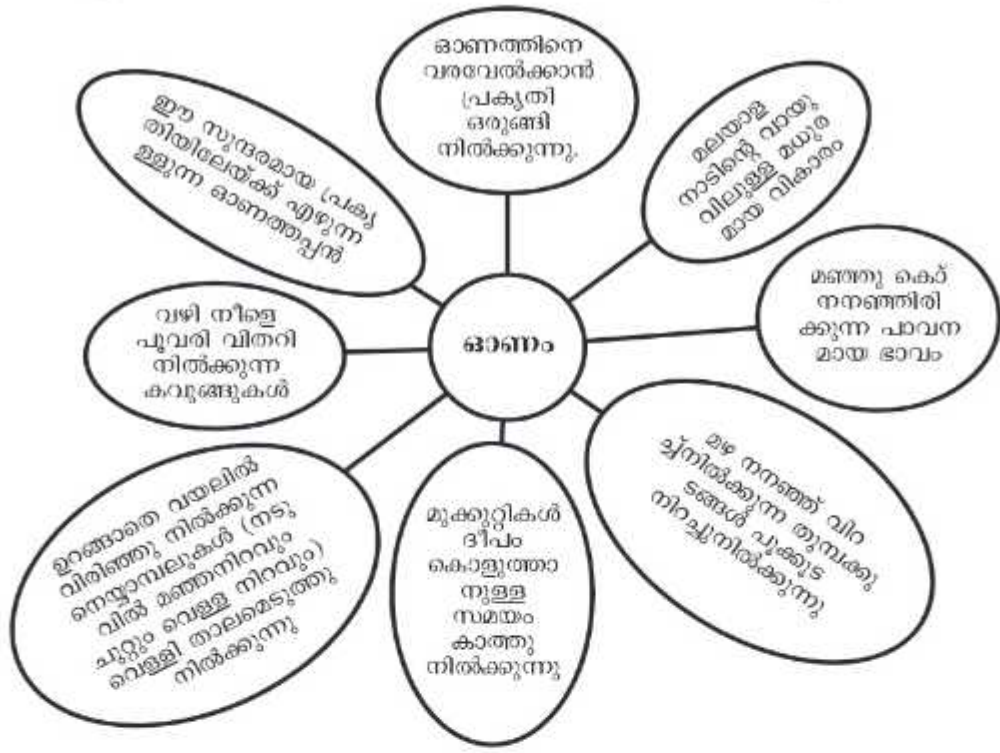 ഓണത്തിനെ
വരവേൽക്കാൻ
പ്രകൃതി
ഒരുങ്ങി
നിൽക്കുന്നു.
ഈ സുന്ദരമായ പ്രകൃ
തിയിലേയ്ക്ക് എഴുന്ന
ള്ളുന്ന ഓണത്തപ്പൻ
മലയാള
നാടിന്റെ വായു
വിലുള്ള മധുര
മായ വികാരം
വഴി നീളെ
പൂവരി വിതറി
നിൽക്കുന്ന
കവുങ്ങുകൾ
ഓണം
മഞ്ഞു കൊ്
നനഞ്ഞിരി
ക്കുന്ന പാവന
മായ ഭാവം
ഉറങ്ങാതെ വയലിൽ
വിരിഞ്ഞു നിൽക്കുന്ന
നെയ്യാമ്പലുകൾ (നടു
വിൽ മഞ്ഞനിറവും
ചുറ്റും വെള്ള നിറവും)
വെള്ളി താലമെടുത്തു
നിൽക്കുന്നു
മുക്കുറ്റികൾ
ദീപം
കൊളുത്താ
നുള്ള
സമയം
കാത്തു
നിൽക്കുന്നു
മഴ നനഞ്ഞ് വിറ
ച്ച്നിൽക്കുന്ന തുമ്പക്കു
ടങ്ങൾ പൂക്കുട
നിറച്ചുനിൽക്കുന്നു